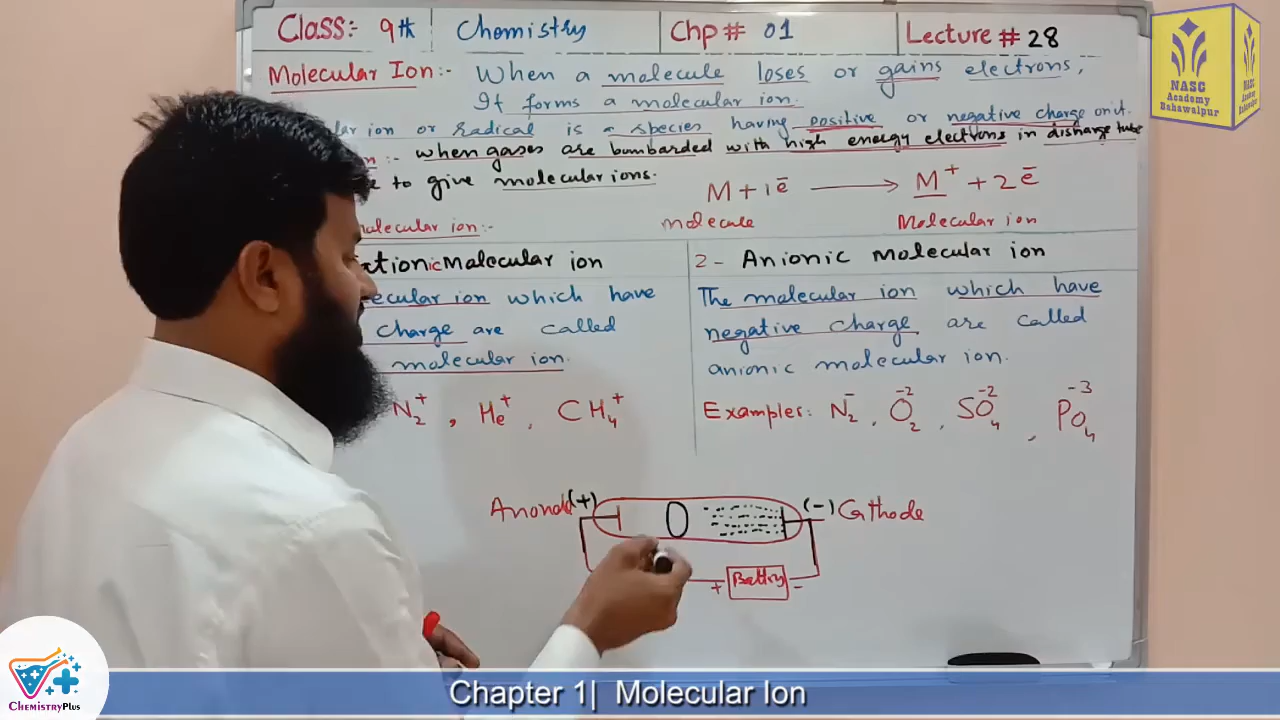 Class:- 9th
Chemistry
Chp # 01
Lecture # 28
Molecular Ion:- When a molecule loses or gains electrons,
It forms a molecular ion.
lar ion or radical is a species having positive or negative charge on it.
:- when gases are bombarded with high energy electrons in disharge tube
to give molecular ions.
M + 1ē ⟶ M+ + 2ē
molecule
Molecular ion
molecular ion:-
ationic molecular ion
ecular ion which have
charge are called
molecular ion.
N2+, He+, CH4+
2- Anionic molecular ion
The molecular ion which have
negative charge are called
anionic molecular ion.
Examples: N2-, O2-2, SO4-2, PO4-3
(+)
(-) Cathode
+ Battry -
NASC
Academy
Bahawalpur
ChemistryPlus
Chapter 1| Molecular Ion